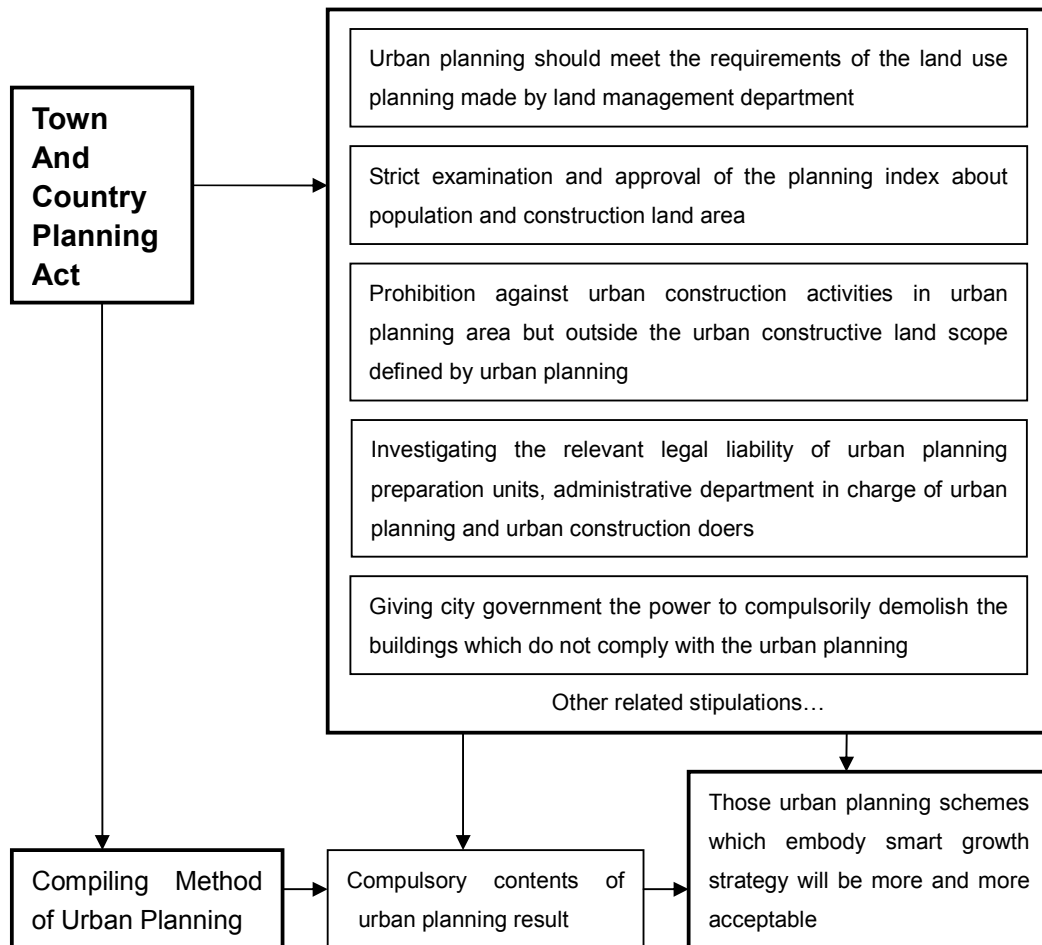 Town
And
Country
Planning
Act
Urban planning should meet the requirements of the land use
planning made by land management department
Strict examination and approval of the planning index about
population and construction land area
Prohibition against urban construction activities in urban
planning area but outside the urban constructive land scope
defined by urban planning
Investigating the relevant legal liability of urban planning
preparation units, administrative department in charge of urban
planning and urban construction doers
Giving city government the power to compulsorily demolish the
buildings which do not comply with the urban planning
Other related stipulations…
Compiling Method
of Urban Planning
Compulsory contents of
urban planning result
Those urban planning schemes
which embody smart growth
strategy will be more and more
acceptable